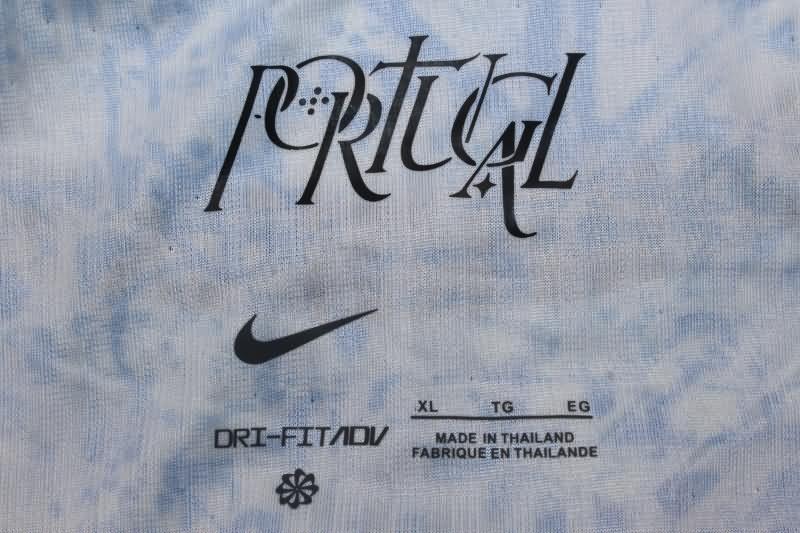 PORTUGAL
DRI-FIT ADV
XL TG EG
MADE IN THAILAND
FABRIQUE EN THAILANDE